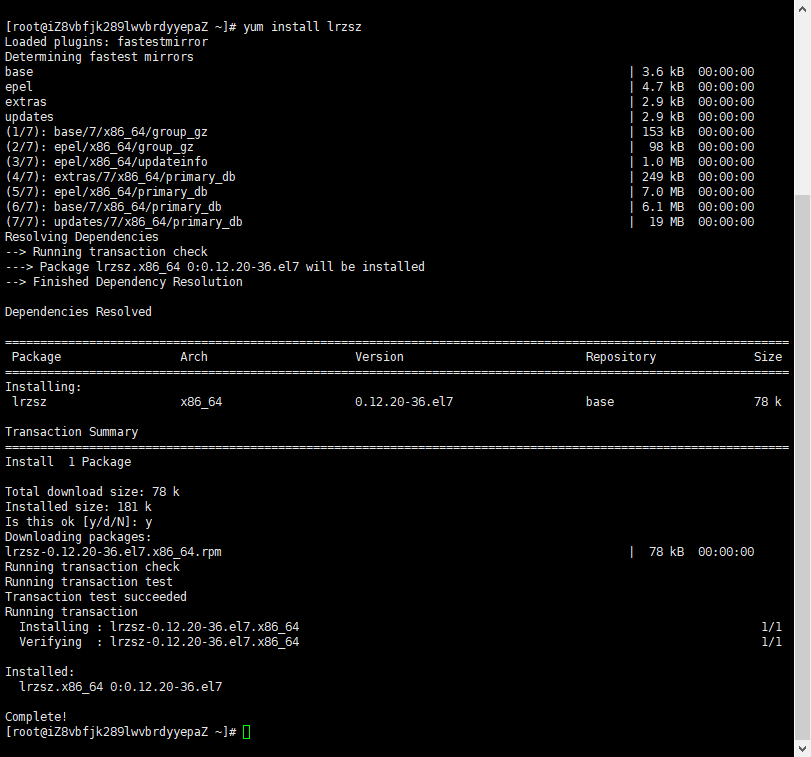 [root@iZ8vbfjk289lwvbrdyyepaZ ~]# yum install lrzsz
Loaded plugins: fastestmirror
Determining fastest mirrors
base | 3.6 kB 00:00:00
epel | 4.7 kB 00:00:00
extras | 2.9 kB 00:00:00
updates | 2.9 kB 00:00:00
(1/7): base/7/x86_64/group_gz | 153 kB 00:00:00
(2/7): epel/x86_64/group_gz | 98 kB 00:00:00
(3/7): epel/x86_64/updateinfo | 1.0 MB 00:00:00
(4/7): extras/7/x86_64/primary_db | 249 kB 00:00:00
(5/7): epel/x86_64/primary_db | 7.0 MB 00:00:00
(6/7): base/7/x86_64/primary_db | 6.1 MB 00:00:00
(7/7): updates/7/x86_64/primary_db | 19 MB 00:00:00
Resolving Dependencies
--> Running transaction check
---> Package lrzsz.x86_64 0:0.12.20-36.el7 will be installed
--> Finished Dependency Resolution
Dependencies Resolved
================================================================================================================
Package Arch Version Repository Size
================================================================================================================
Installing:
lrzsz x86_64 0.12.20-36.el7 base 78 k
Transaction Summary
================================================================================================================
Install 1 Package
Total download size: 78 k
Installed size: 181 k
Is this ok [y/d/N]: y
Downloading packages:
lrzsz-0.12.20-36.el7.x86_64.rpm | 78 kB 00:00:00
Running transaction check
Running transaction test
Transaction test succeeded
Running transaction
Installing : lrzsz-0.12.20-36.el7.x86_64 1/1
Verifying : lrzsz-0.12.20-36.el7.x86_64 1/1
Installed:
lrzsz.x86_64 0:0.12.20-36.el7
Complete!
[root@iZ8vbfjk289lwvbrdyyepaZ ~]#